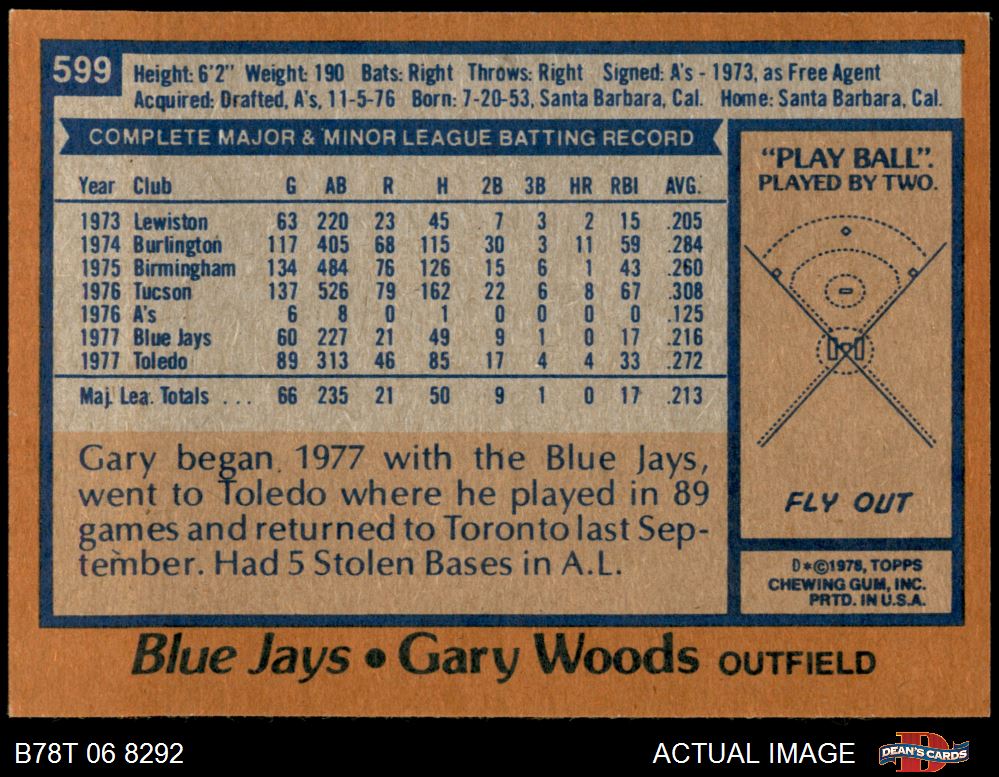 599
Height: 6'2" Weight: 190 Bats: Right Throws: Right Signed: A's - 1973, as Free Agent
Acquired: Drafted, A's, 11-5-76 Born: 7-20-53, Santa Barbara, Cal. Home: Santa Barbara, Cal.
COMPLETE MAJOR & MINOR LEAGUE BATTING RECORD
Year Club G AB R H 2B 3B HR RBI AVG.
1973 Lewiston 63 220 23 45 7 3 2 15 .205
1974 Burlington 117 405 68 115 30 3 11 59 .284
1975 Birmingham 134 484 76 126 15 6 1 43 .260
1976 Tucson 137 526 79 162 22 6 8 67 .308
1976 A's 6 8 0 1 0 0 0 0 .125
1977 Blue Jays 60 227 21 49 9 1 0 17 .216
1977 Toledo 89 313 46 85 17 4 4 33 .272
Maj. Lea. Totals ... 66 235 21 50 9 1 0 17 .213
Gary began 1977 with the Blue Jays,
went to Toledo where he played in 89
games and returned to Toronto last Sep-
tember. Had 5 Stolen Bases in A.L.
"PLAY BALL".
PLAYED BY TWO.
FLY OUT
D*©1978, TOPPS
CHEWING GUM, INC.
PRTD. IN U.S.A.
Blue Jays • Gary Woods OUTFIELD
B78T 06 8292
ACTUAL IMAGE
D
DEAN'S CARDS